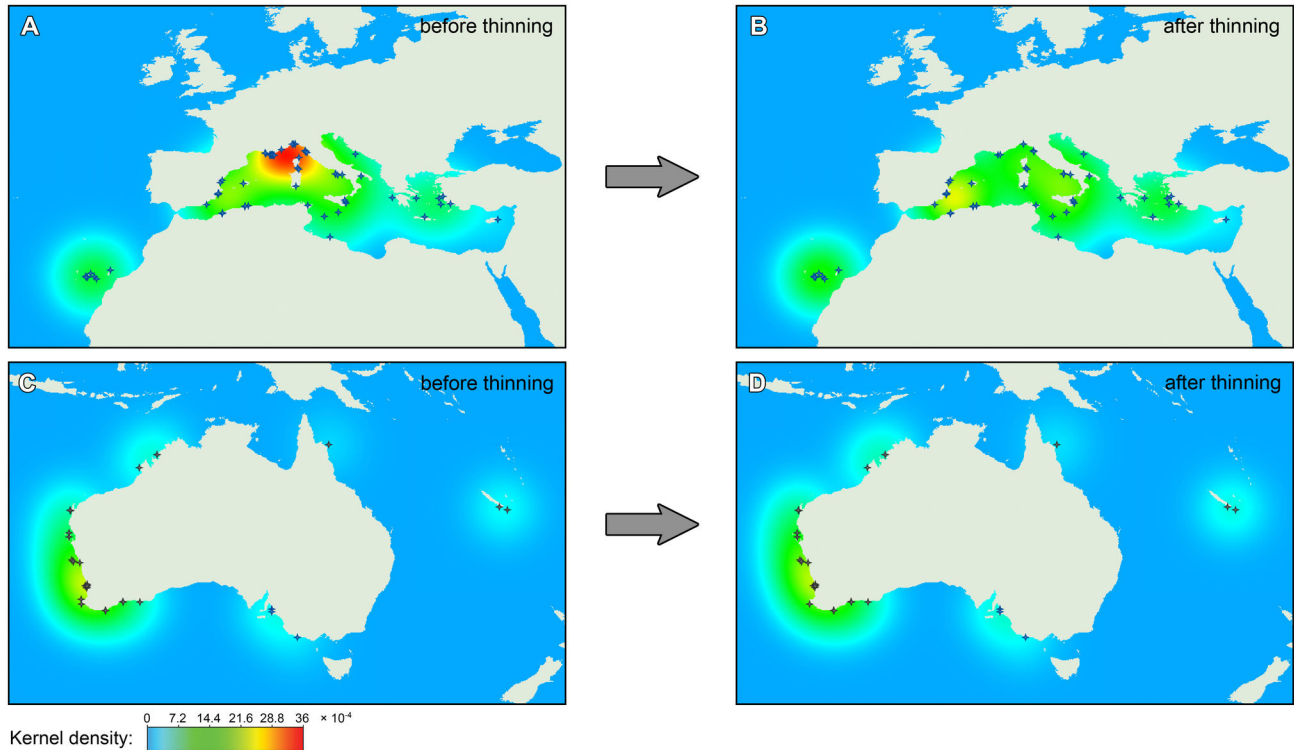 A before thinning
B after thinning
C before thinning
D after thinning
0 7.2 14.4 21.6 28.8 36 × 10⁻⁴
Kernel density: